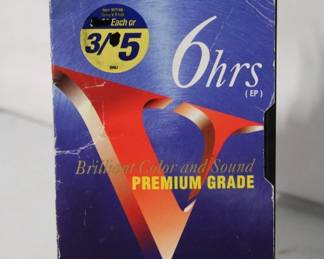 Each or
3/$5
6hrs
(EP)
V
Brilliant Color and Sound
PREMIUM GRADE